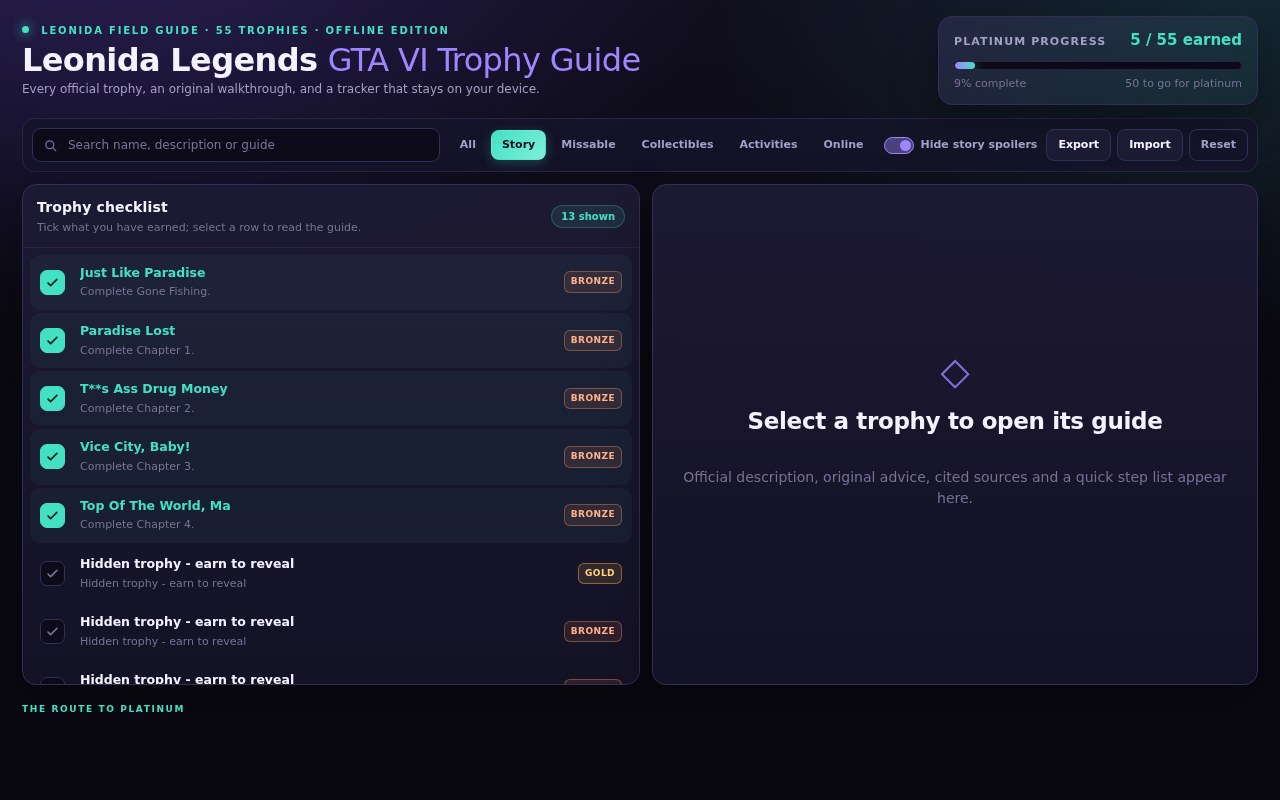 LEONIDA FIELD GUIDE · 55 TROPHIES · OFFLINE EDITION
Leonida Legends GTA VI Trophy Guide
Every official trophy, an original walkthrough, and a tracker that stays on your device.
PLATINUM PROGRESS 5 / 55 earned
9% complete 50 to go for platinum
Search name, description or guide All Story Missable Collectibles Activities Online Hide story spoilers Export Import Reset
Trophy checklist
Tick what you have earned; select a row to read the guide.
13 shown
Just Like Paradise
Complete Gone Fishing.
BRONZE
Paradise Lost
Complete Chapter 1.
BRONZE
T**s Ass Drug Money
Complete Chapter 2.
BRONZE
Vice City, Baby!
Complete Chapter 3.
BRONZE
Top Of The World, Ma
Complete Chapter 4.
BRONZE
Hidden trophy - earn to reveal
Hidden trophy - earn to reveal
GOLD
Hidden trophy - earn to reveal
Hidden trophy - earn to reveal
BRONZE
Hidden trophy - earn to reveal
Select a trophy to open its guide
Official description, original advice, cited sources and a quick step list appear
here.
THE ROUTE TO PLATINUM